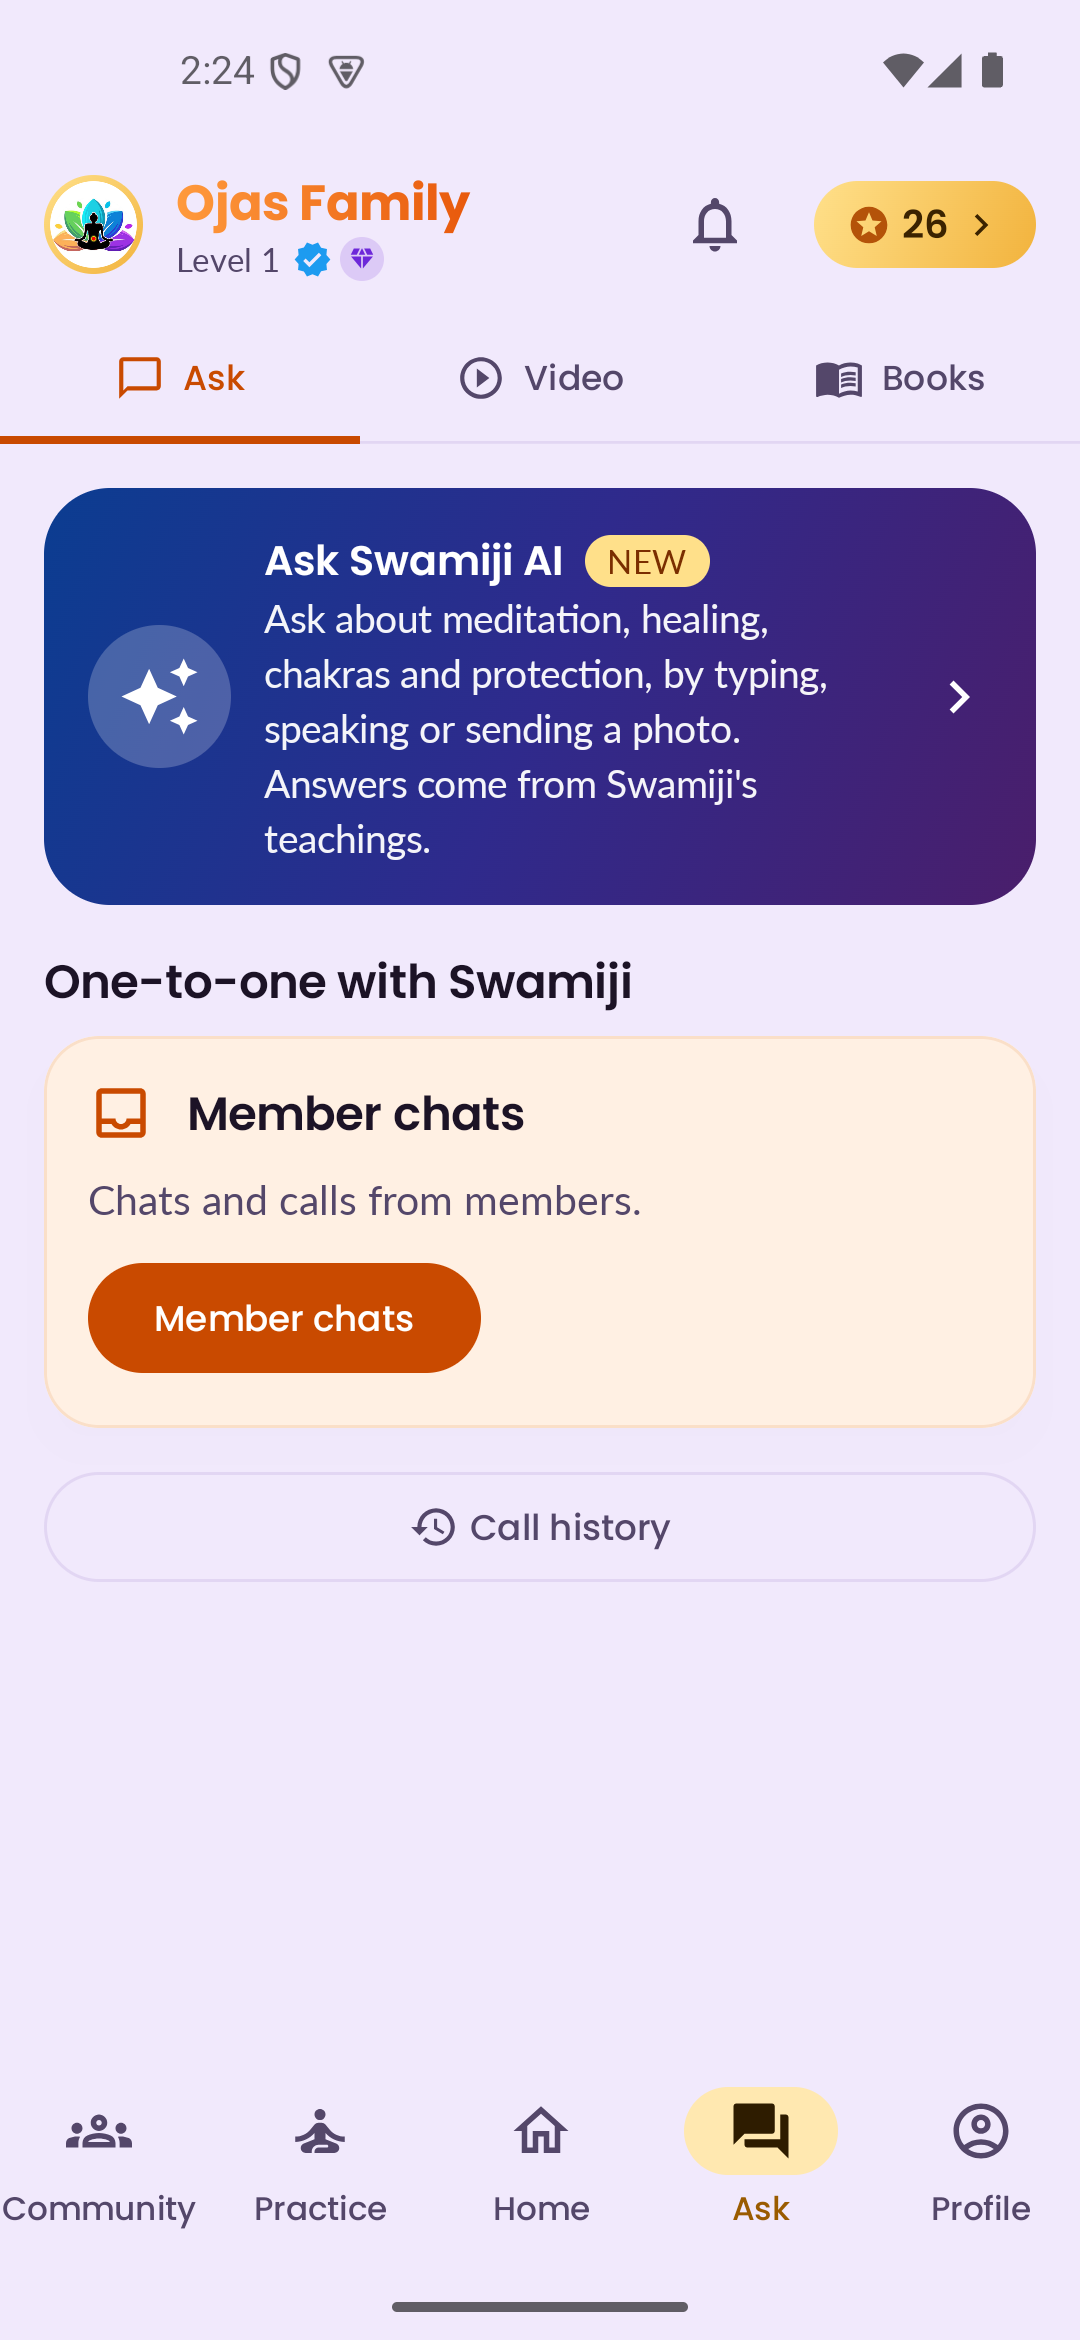 2:24
Ojas Family
26
Level 1
Ask
Video
Books
Ask Swamiji AI NEW
Ask about meditation, healing,
chakras and protection, by typing,
speaking or sending a photo.
Answers come from Swamiji's
teachings.
One-to-one with Swamiji
Member chats
Chats and calls from members.
Member chats
Call history
Community
Practice
Home
Ask
Profile